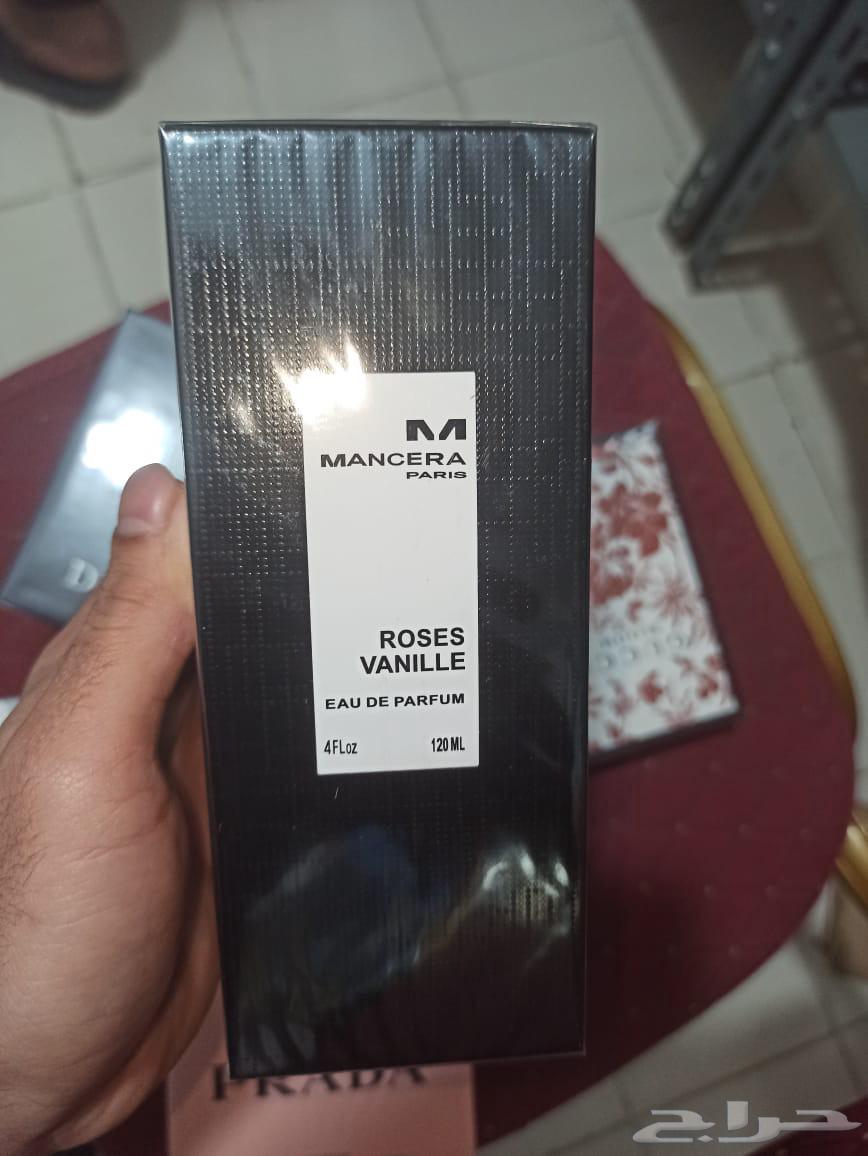 M
MANCERA
PARIS
ROSES
VANILLE
EAU DE PARFUM
4FLoz 120 ML
PRADA
حراج